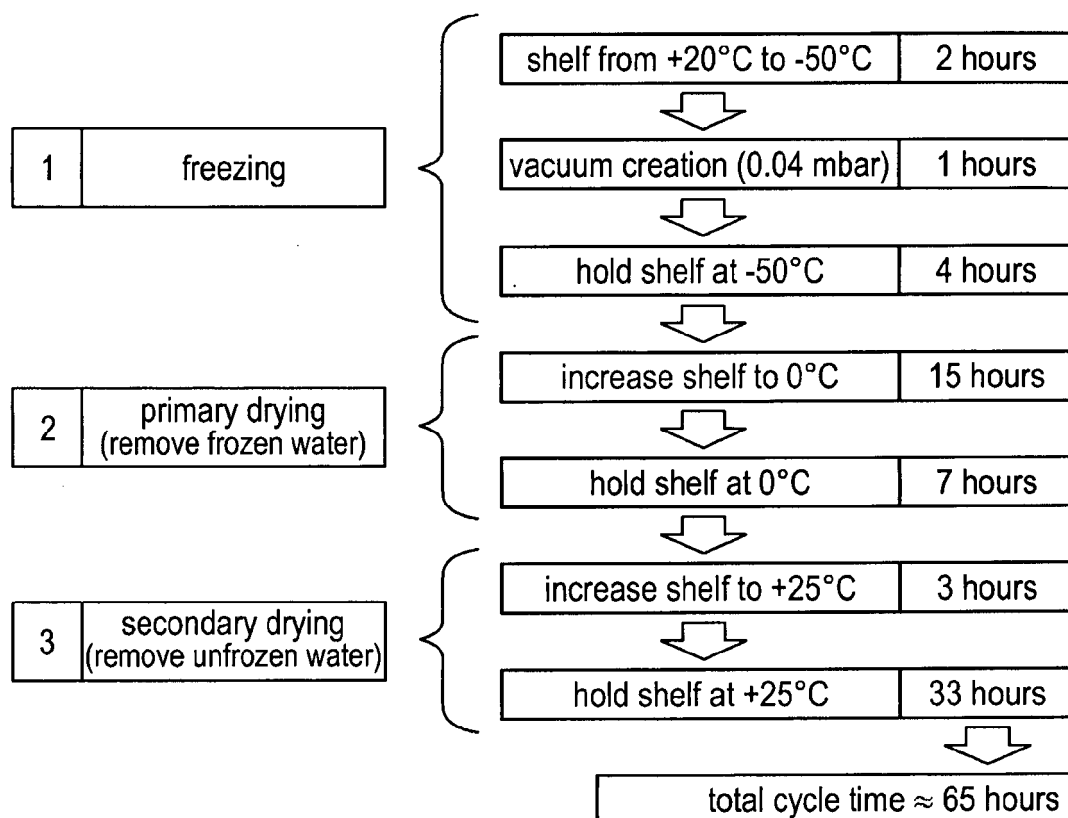 shelf from +20°C to -50°C 2 hours
vacuum creation (0.04 mbar) 1 hours
1 freezing
hold shelf at -50°C 4 hours
increase shelf to 0°C 15 hours
2 primary drying
(remove frozen water)
hold shelf at 0°C 7 hours
increase shelf to +25°C 3 hours
3 secondary drying
(remove unfrozen water)
hold shelf at +25°C 33 hours
total cycle time ≈ 65 hours